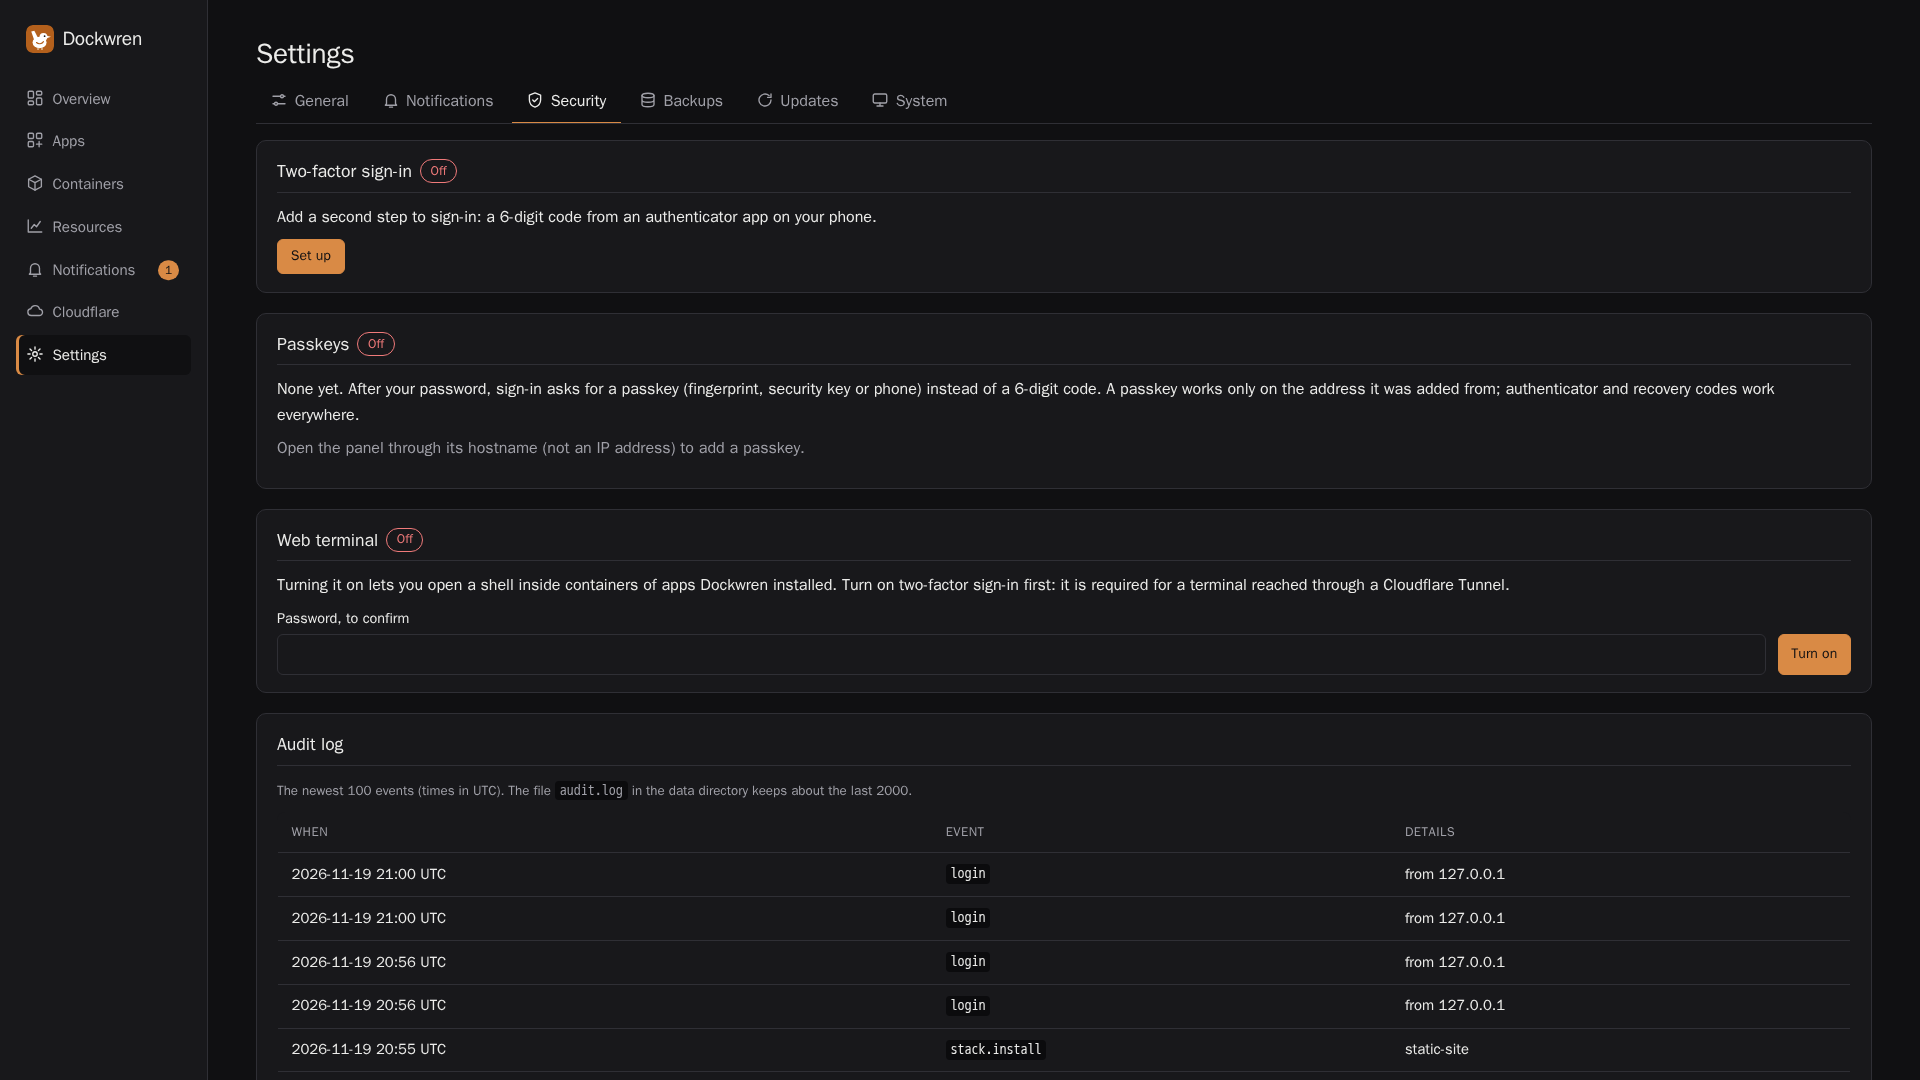 Dockwren
Overview
Apps
Containers
Resources
Notifications 1
Cloudflare
Settings
Settings
General Notifications Security Backups Updates System
Two-factor sign-in Off
Add a second step to sign-in: a 6-digit code from an authenticator app on your phone.
Set up
Passkeys Off
None yet. After your password, sign-in asks for a passkey (fingerprint, security key or phone) instead of a 6-digit code. A passkey works only on the address it was added from; authenticator and recovery codes work
everywhere.
Open the panel through its hostname (not an IP address) to add a passkey.
Web terminal Off
Turning it on lets you open a shell inside containers of apps Dockwren installed. Turn on two-factor sign-in first: it is required for a terminal reached through a Cloudflare Tunnel.
Password, to confirm
Turn on
Audit log
The newest 100 events (times in UTC). The file audit.log in the data directory keeps about the last 2000.
WHEN EVENT DETAILS
2026-11-19 21:00 UTC login from 127.0.0.1
2026-11-19 21:00 UTC login from 127.0.0.1
2026-11-19 20:56 UTC login from 127.0.0.1
2026-11-19 20:56 UTC login from 127.0.0.1
2026-11-19 20:55 UTC stack.install static-site